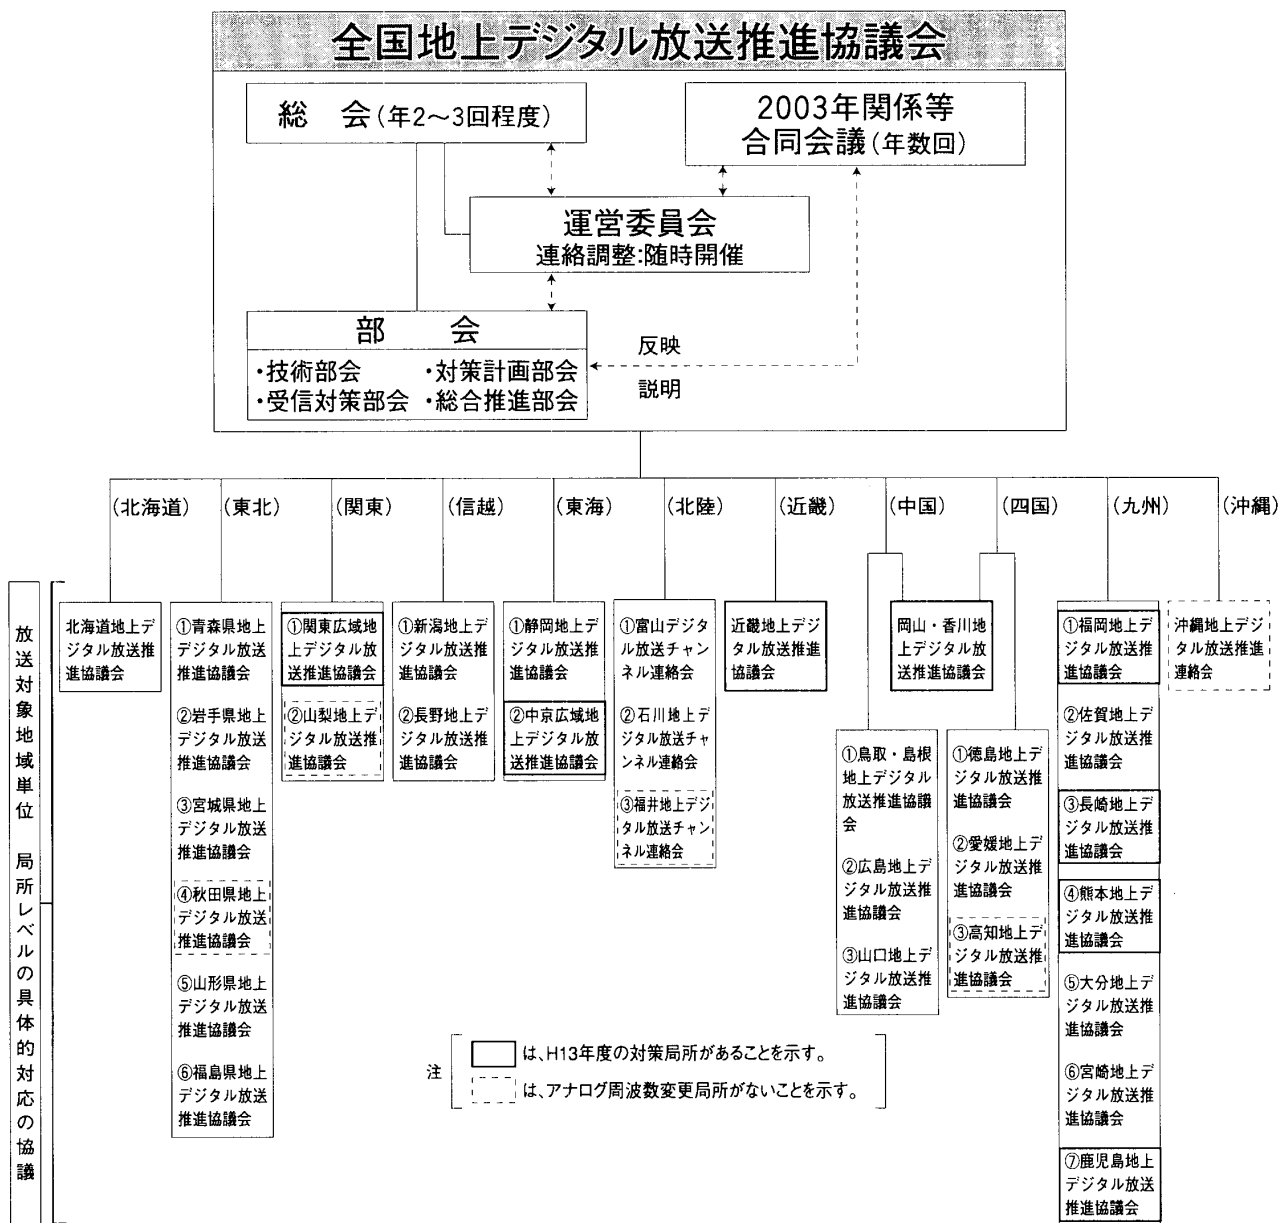 全国地上デジタル放送推進協議会
総　会(年2〜3回程度)
2003年関係等
合同会議(年数回)
運営委員会
連絡調整:随時開催
部　会
・技術部会　・対策計画部会
・受信対策部会　・総合推進部会
反映
説明
(北海道)　(東北)　(関東)　(信越)　(東海)　(北陸)　(近畿)　(中国)　(四国)　(九州)　(沖縄)
放送対象地域単位　局所レベルの具体的対応の協議
北海道地上デ
ジタル放送推
進協議会
①青森県地上
デジタル放送
推進協議会
②岩手県地上
デジタル放送
推進協議会
③宮城県地上
デジタル放送
推進協議会
④秋田県地上
デジタル放送
推進協議会
⑤山形県地上
デジタル放送
推進協議会
⑥福島県地上
デジタル放送
推進協議会
①関東広域地
上デジタル放
送推進協議会
②山梨地上デ
ジタル放送推
進協議会
①新潟地上デ
ジタル放送推
進協議会
②長野地上デ
ジタル放送推
進協議会
①静岡地上デ
ジタル放送推
進協議会
②中京広域地
上デジタル放
送推進協議会
①富山デジタ
ル放送チャン
ネル連絡会
②石川地上デ
ジタル放送チャ
ンネル連絡会
③福井地上デジ
タル放送チャン
ネル連絡会
近畿地上デジ
タル放送推進
協議会
岡山・香川地
上デジタル放
送推進協議会
①鳥取・島根
地上デジタル
放送推進協議
会
②広島地上デ
ジタル放送推
進協議会
③山口地上デ
ジタル放送推
進協議会
①徳島地上デ
ジタル放送推
進協議会
②愛媛地上デ
ジタル放送推
進協議会
③高知地上デ
ジタル放送推
進協議会
①福岡地上デ
ジタル放送推
進協議会
②佐賀地上デ
ジタル放送推
進協議会
③長崎地上デ
ジタル放送推
進協議会
④熊本地上デ
ジタル放送推
進協議会
⑤大分地上デ
ジタル放送推
進協議会
⑥宮崎地上デ
ジタル放送推
進協議会
⑦鹿児島地上
デジタル放送
推進協議会
沖縄地上デジ
タル放送推進
連絡会
注
は、H13年度の対策局所があることを示す。
は、アナログ周波数変更局所がないことを示す。